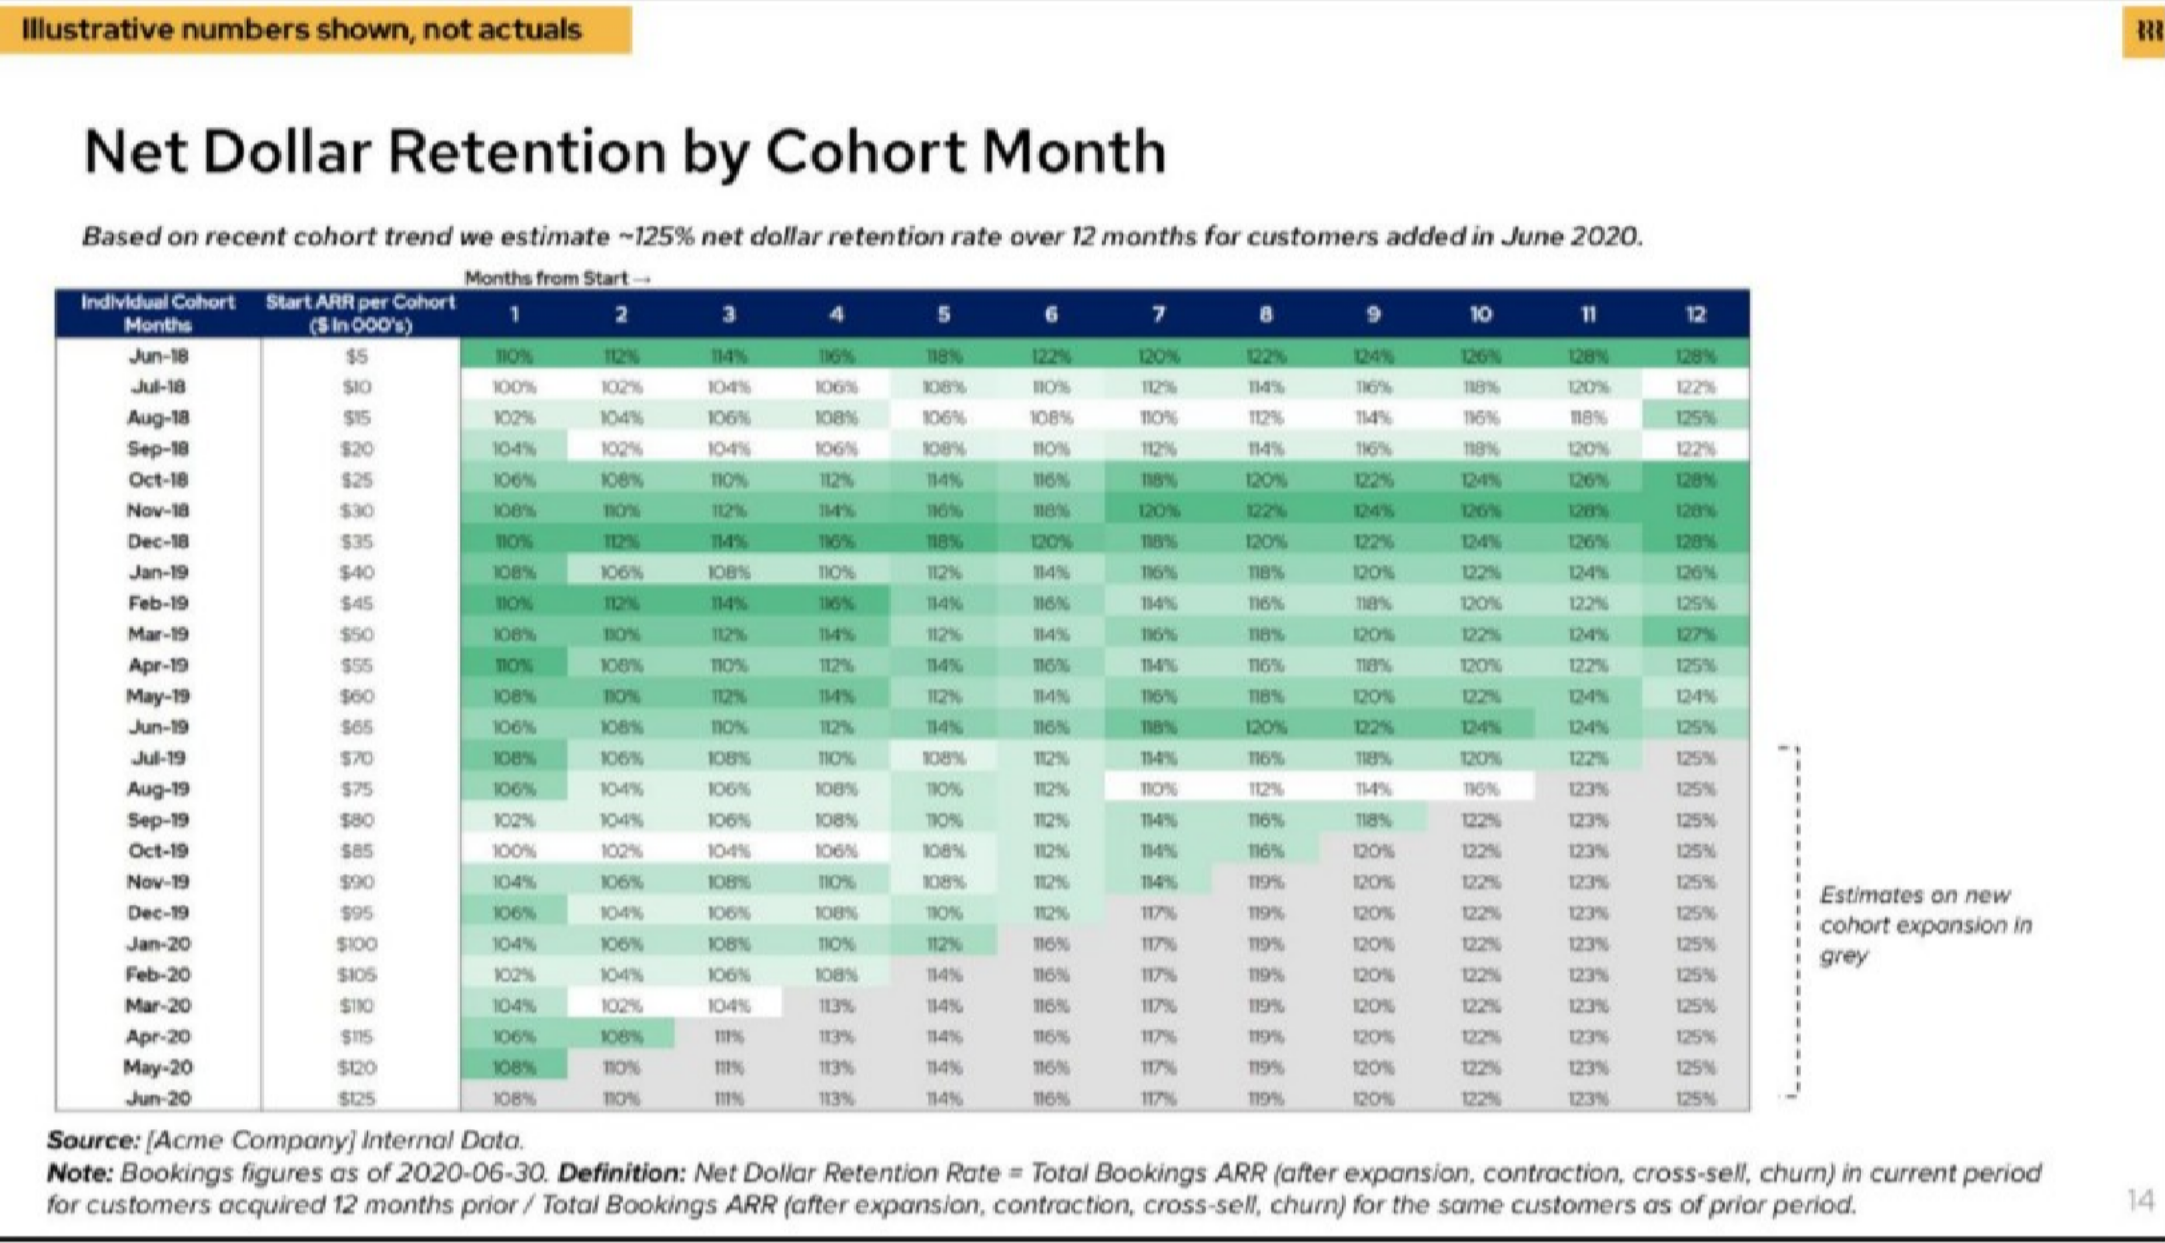 Illustrative numbers shown, not actuals
Net Dollar Retention by Cohort Month
Based on recent cohort trend we estimate ~125% net dollar retention rate over 12 months for customers added in June 2020.
Months from Start →
Individual Cohort Months Start ARR per Cohort ($ in 000's) 1 2 3 4 5 6 7 8 9 10 11 12
Jun-18 $5 110% 112% 114% 116% 118% 122% 120% 122% 124% 126% 128% 128%
Jul-18 $10 100% 102% 104% 106% 108% 110% 112% 114% 116% 118% 120% 122%
Aug-18 $15 102% 104% 106% 108% 106% 108% 110% 112% 114% 116% 118% 125%
Sep-18 $20 104% 102% 104% 106% 108% 110% 112% 114% 116% 118% 120% 122%
Oct-18 $25 106% 108% 110% 112% 114% 116% 118% 120% 122% 124% 126% 128%
Nov-18 $30 108% 110% 112% 114% 116% 118% 120% 122% 124% 126% 128% 128%
Dec-18 $35 110% 112% 114% 116% 118% 120% 118% 120% 122% 124% 126% 128%
Jan-19 $40 108% 106% 108% 110% 112% 114% 116% 118% 120% 122% 124% 126%
Feb-19 $45 110% 112% 114% 116% 114% 116% 114% 116% 118% 120% 122% 125%
Mar-19 $50 108% 110% 112% 114% 112% 114% 116% 118% 120% 122% 124% 127%
Apr-19 $55 110% 108% 110% 112% 114% 116% 114% 116% 118% 120% 122% 125%
May-19 $60 108% 110% 112% 114% 112% 114% 116% 118% 120% 122% 124% 124%
Jun-19 $65 106% 108% 110% 112% 114% 116% 118% 120% 122% 124% 124% 125%
Jul-19 $70 108% 106% 108% 110% 108% 112% 114% 116% 118% 120% 122% 125%
Aug-19 $75 106% 104% 106% 108% 110% 112% 110% 112% 114% 116% 123% 125%
Sep-19 $80 102% 104% 106% 108% 110% 112% 114% 116% 118% 122% 123% 125%
Oct-19 $85 100% 102% 104% 106% 108% 112% 114% 116% 120% 122% 123% 125%
Nov-19 $90 104% 106% 108% 110% 108% 112% 114% 119% 120% 122% 123% 125%
Dec-19 $95 106% 104% 106% 108% 110% 112% 117% 119% 120% 122% 123% 125%
Jan-20 $100 104% 106% 108% 110% 112% 116% 117% 119% 120% 122% 123% 125%
Feb-20 $105 102% 104% 106% 108% 114% 116% 117% 119% 120% 122% 123% 125%
Mar-20 $110 104% 102% 104% 113% 114% 116% 117% 119% 120% 122% 123% 125%
Apr-20 $115 106% 108% 111% 113% 114% 116% 117% 119% 120% 122% 123% 125%
May-20 $120 108% 110% 111% 113% 114% 116% 117% 119% 120% 122% 123% 125%
Jun-20 $125 108% 110% 111% 113% 114% 116% 117% 119% 120% 122% 123% 125%
Estimates on new
cohort expansion in
grey
Source: [Acme Company] Internal Data.
Note: Bookings figures as of 2020-06-30. Definition: Net Dollar Retention Rate = Total Bookings ARR (after expansion, contraction, cross-sell, churn) in current period
for customers acquired 12 months prior / Total Bookings ARR (after expansion, contraction, cross-sell, churn) for the same customers as of prior period.
14